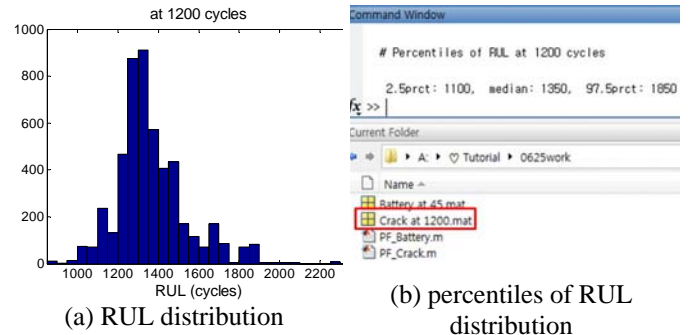 at 1200 cycles
1000
800
600
400
200
0
1000 1200 1400 1600 1800 2000 2200
RUL (cycles)
(a) RUL distribution
Command Window
# Percentiles of RUL at 1200 cycles
2.5prct: 1100, median: 1350, 97.5prct: 1850
fx >>
Current Folder
A: ▸ ♡ Tutorial ▸ 0625work
Name
Battery at 45.mat
Crack at 1200.mat
PF_Battery.m
PF_Crack.m
(b) percentiles of RUL
distribution